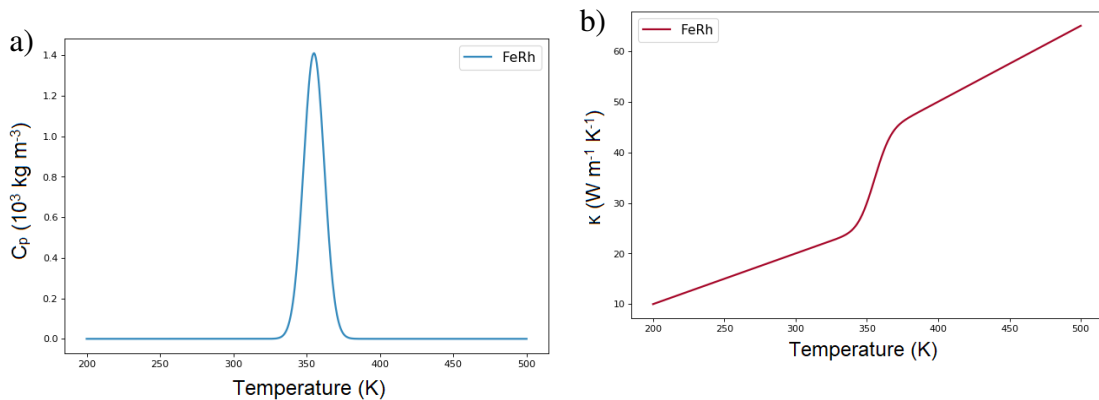 a)
FeRh
1.4
1.2
1.0
0.8
0.6
0.4
0.2
0.0
Cₚ (10³ kg m⁻³)
200 250 300 350 400 450 500
Temperature (K)
b)
FeRh
60
50
40
30
20
10
κ (W m⁻¹ K⁻¹)
200 250 300 350 400 450 500
Temperature (K)